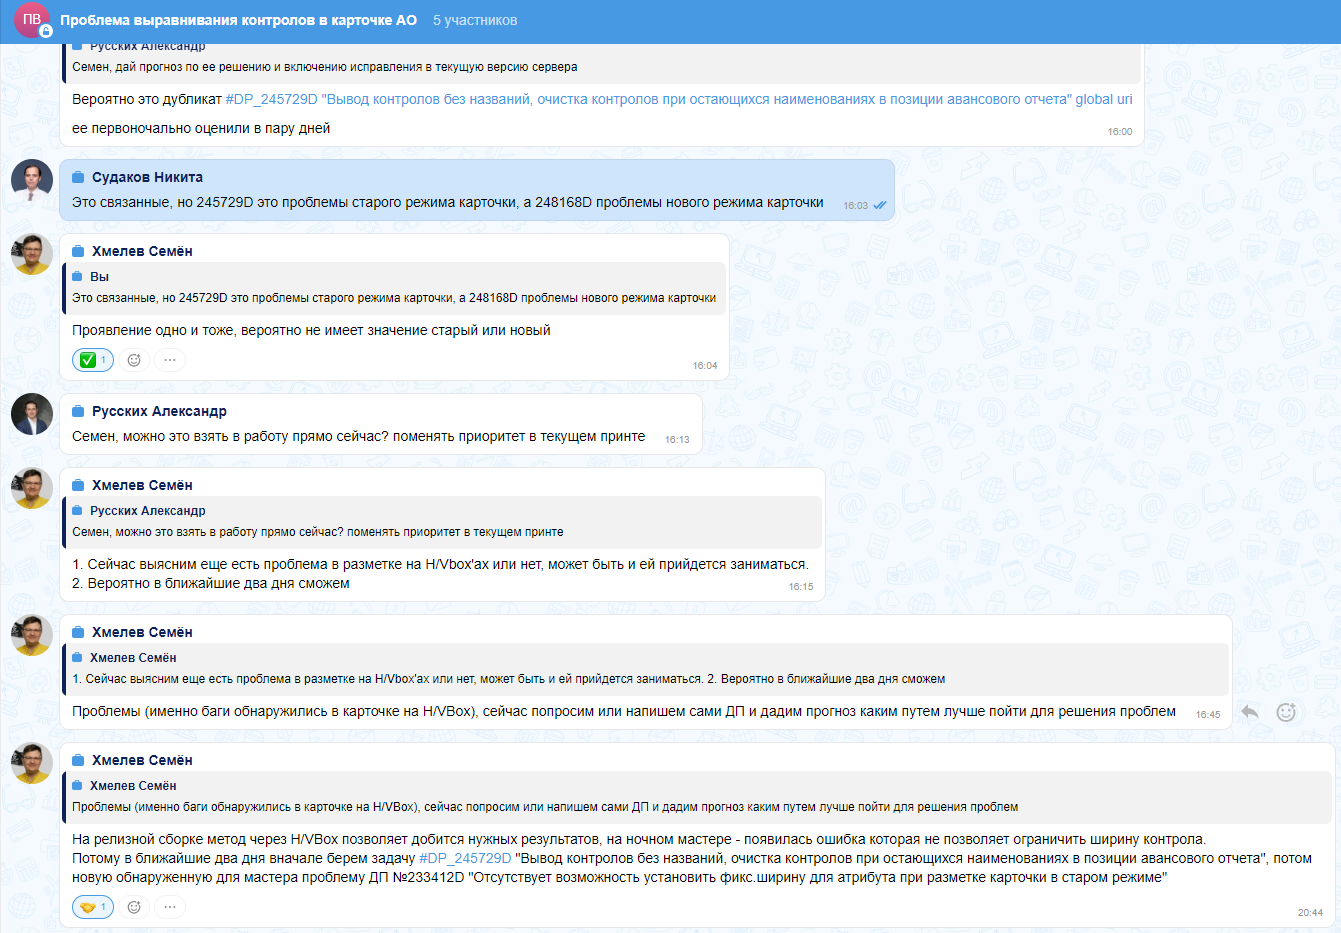 ПВ
Проблема выравнивания контролов в карточке АО 5 участников
Русских Александр
Семен, дай прогноз по ее решению и включению исправления в текущую версию сервера
Вероятно это дубликат #DP_245729D "Вывод контролов без названий, очистка контролов при остающихся наименованиях в позиции авансового отчета" global uri
ее первоночально оценили в пару дней
16:00
Судаков Никита
Это связанные, но 245729D это проблемы старого режима карточки, а 248168D проблемы нового режима карточки
16:03
Хмелев Семён
Вы
Это связанные, но 245729D это проблемы старого режима карточки, а 248168D проблемы нового режима карточки
Проявление одно и тоже, вероятно не имеет значение старый или новый
1
16:04
Русских Александр
Семен, можно это взять в работу прямо сейчас? поменять приоритет в текущем принте
16:13
Хмелев Семён
Русских Александр
Семен, можно это взять в работу прямо сейчас? поменять приоритет в текущем принте
1. Сейчас выясним еще есть проблема в разметке на H/Vbox'ах или нет, может быть и ей прийдется заниматься.
2. Вероятно в ближайшие два дня сможем
16:15
Хмелев Семён
Хмелев Семён
1. Сейчас выясним еще есть проблема в разметке на H/Vbox'ах или нет, может быть и ей прийдется заниматься. 2. Вероятно в ближайшие два дня сможем
Проблемы (именно баги обнаружились в карточке на H/VBox), сейчас попросим или напишем сами ДП и дадим прогноз каким путем лучше пойти для решения проблем
16:45
Хмелев Семён
Хмелев Семён
Проблемы (именно баги обнаружились в карточке на H/VBox), сейчас попросим или напишем сами ДП и дадим прогноз каким путем лучше пойти для решения проблем
На релизной сборке метод через H/VBox позволяет добится нужных результатов, на ночном мастере - появилась ошибка которая не позволяет ограничить ширину контрола.
Потому в ближайшие два дня вначале берем задачу #DP_245729D "Вывод контролов без названий, очистка контролов при остающихся наименованиях в позиции авансового отчета", потом
новую обнаруженную для мастера проблему ДП №233412D "Отсутствует возможность установить фикс.ширину для атрибута при разметке карточки в старом режиме"
1
20:44